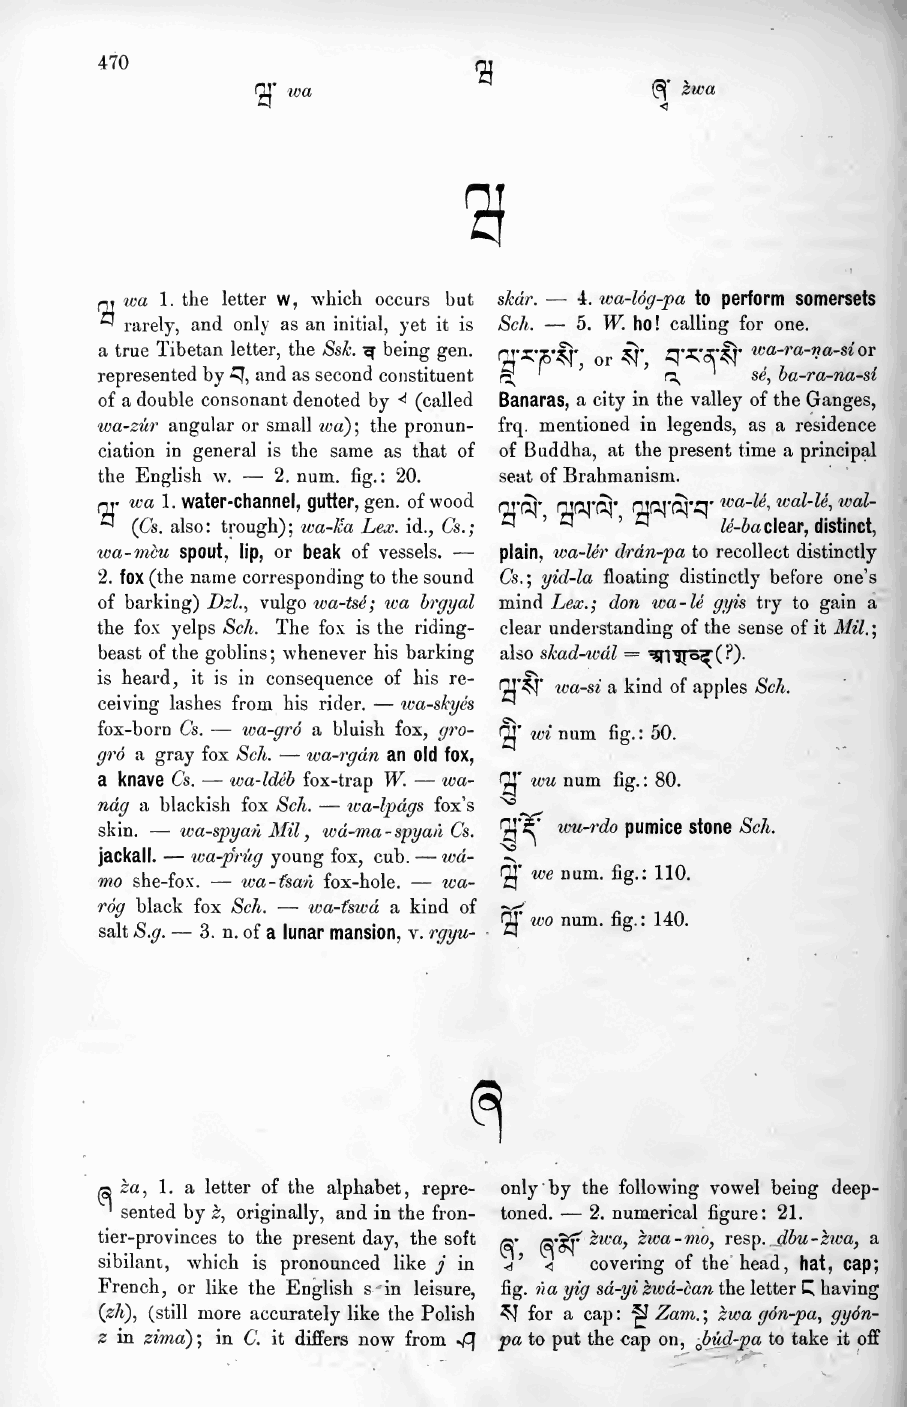 470
ཝ
ཝ་ wa
ཞྭ་ żwa
ཝ
ཝ wa 1. the letter w, which occurs but
rarely, and only as an initial, yet it is
a true Tibetan letter, the Ssk. व being gen.
represented by བ, and as second constituent
of a double consonant denoted by ྭ (called
wa-zúr angular or small wa); the pronun-
ciation in general is the same as that of
the English w. — 2. num. fig.: 20.
ཝ་ wa 1. water-channel, gutter, gen. of wood
(Cs. also: trough); wa-ḱa Lex. id., Cs.;
wa-mču spout, lip, or beak of vessels. —
2. fox (the name corresponding to the sound
of barking) Dzl., vulgo wa-tsé; wa brgyal
the fox yelps Sch. The fox is the riding-
beast of the goblins; whenever his barking
is heard, it is in consequence of his re-
ceiving lashes from his rider. — wa-skyés
fox-born Cs. — wa-gró a bluish fox, gro-
gró a gray fox Sch. — wa-rgán an old fox,
a knave Cs. — wa-ldéb fox-trap W. — wa-
nág a blackish fox Sch. — wa-lpágs fox's
skin. — wa-spyaṅ Mil, wá-ma-spyaṅ Cs.
jackall. — wa-p̀rúg young fox, cub. — wá-
mo she-fox. — wa-t̀saṅ fox-hole. — wa-
róg black fox Sch. — wa-t̀swá a kind of
salt S.g. — 3. n. of a lunar mansion, v. rgyu-
skár. — 4. wa-lóg-pa to perform somersets
Sch. — 5. W. ho! calling for one.
ཝ་ར་ཎ་སི་, or སེ་, བ་ར་ན་སི་ wa-ra-ṇa-si or
sé, ba-ra-na-sí
Banaras, a city in the valley of the Ganges,
frq. mentioned in legends, as a residence
of Buddha, at the present time a principal
seat of Brahmanism.
ཝ་ལེ་, ཝལ་ལེ་, ཝལ་ལེ་བ་ wa-lé, wal-lé, wal-
lé-ba clear, distinct,
plain, wa-lér drán-pa to recollect distinctly
Cs.; yid-la floating distinctly before one's
mind Lex.; don wa-lé gyis try to gain a
clear understanding of the sense of it Mil.;
also skad-wál = (?).
ཝ་སི་ wa-si a kind of apples Sch.
ཝི་ wi num fig.: 50.
ཝུ་ wu num fig.: 80.
ཝུ་རྡོ་ wu-rdo pumice stone Sch.
ཝེ་ we num. fig.: 110.
ཝོ་ wo num. fig.: 140.
ཞ
ཞ ża, 1. a letter of the alphabet, repre-
sented by ż, originally, and in the fron-
tier-provinces to the present day, the soft
sibilant, which is pronounced like j in
French, or like the English s in leisure,
(zh), (still more accurately like the Polish
z in zima); in C. it differs now from ཤ
only by the following vowel being deep-
toned. — 2. numerical figure: 21.
ཞྭ་, ཞྭ་མོ་ żwa, żwa-mo, resp. dbu-żwa, a
covering of the head, hat, cap;
fig. ṅa yig sá-yi żwá-čan the letter ང having
ས for a cap: སྔ Zam.; żwa gón-pa, gyón-
pa to put the cap on, ₀búd-pa to take it off